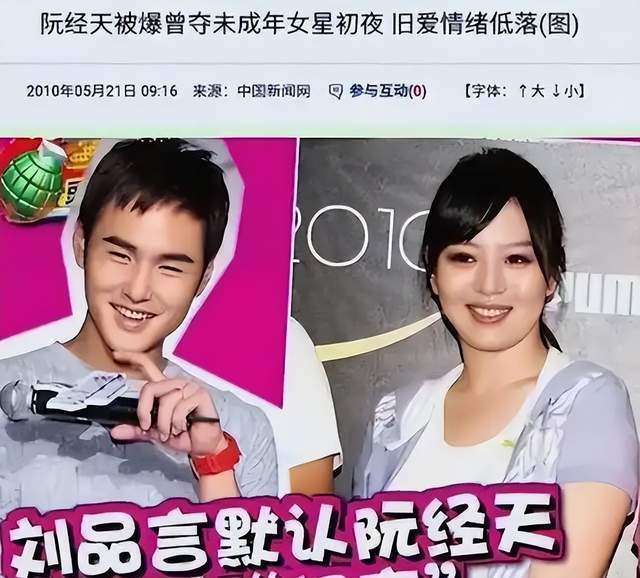 阮经天被爆曾夺未成年女星初夜 旧爱情绪低落(图)
2010年05月21日 09:16 来源：中国新闻网 参与互动(0) 【字体：↑大 ↓小】
2010
刘品言默认阮经天